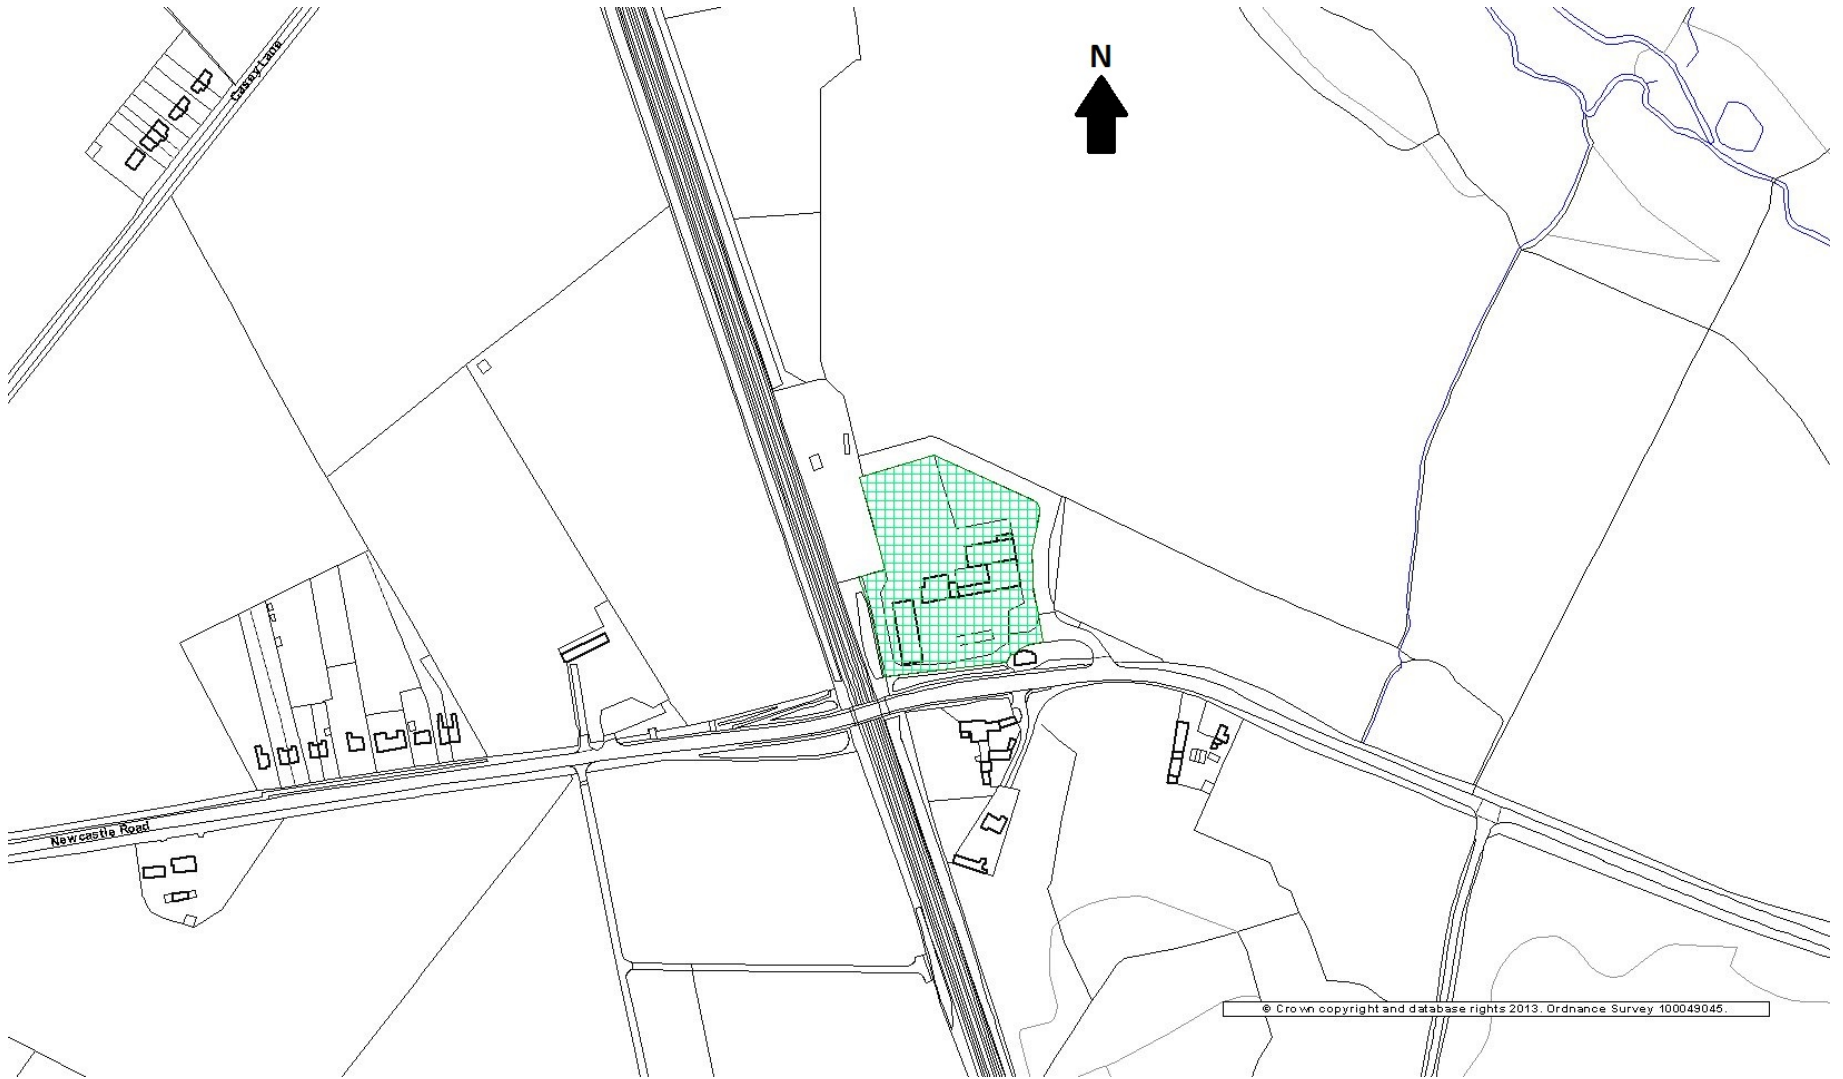 Casey Lane
N
Newcastle Road
© Crown copyright and database rights 2013. Ordnance Survey 100049045.